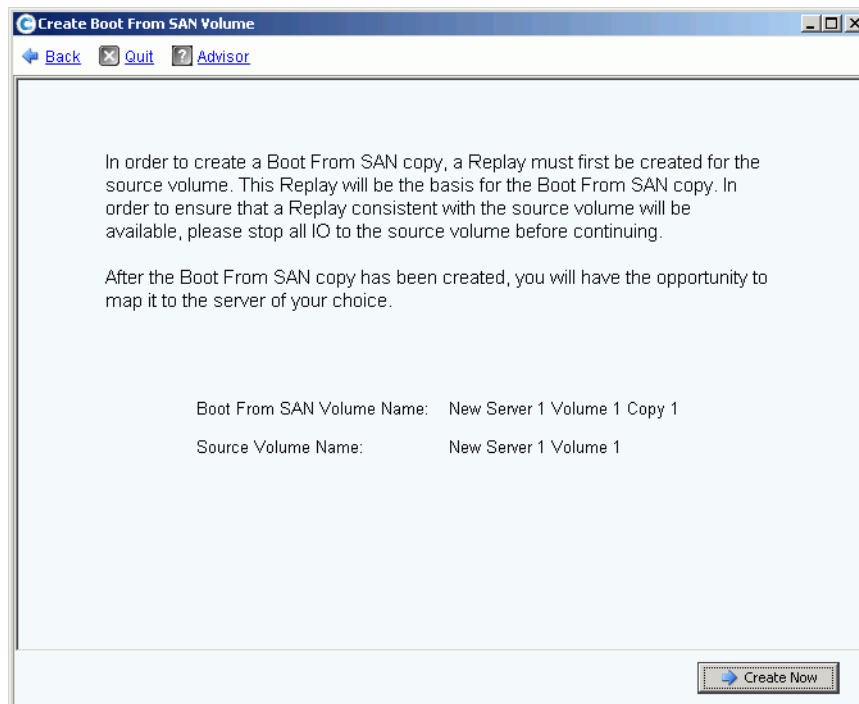 Create Boot From SAN Volume
Back Quit Advisor
In order to create a Boot From SAN copy, a Replay must first be created for the
source volume. This Replay will be the basis for the Boot From SAN copy. In
order to ensure that a Replay consistent with the source volume will be
available, please stop all IO to the source volume before continuing.
After the Boot From SAN copy has been created, you will have the opportunity to
map it to the server of your choice.
Boot From SAN Volume Name: New Server 1 Volume 1 Copy 1
Source Volume Name: New Server 1 Volume 1
Create Now